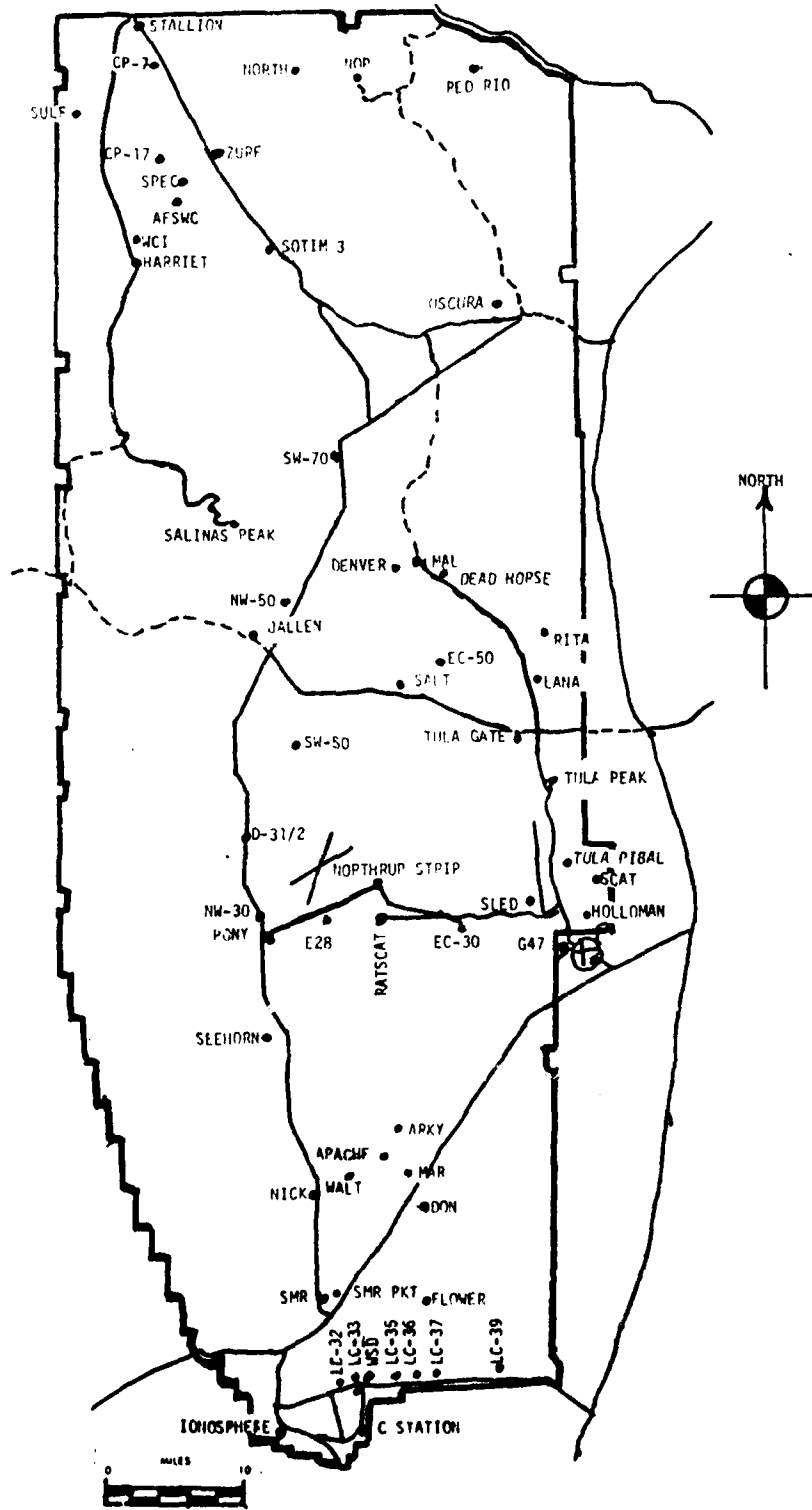 STALLION
CP-7
NORTH
NOP
RED RIO
SULF
CP-17
ZURF
SPEC
AFSWC
WCI
HARRIET
SOTIM 3
OSCURA
SW-70
SALINAS PEAK
NORTH
DENVER
MAL
DEAD HORSE
NW-50
JALLEN
RITA
EC-50
SALT
LANA
TULA GATE
SW-50
TULA PEAK
D-31/2
NORTHRUP STRIP
TULA PIBAL
SCAT
SLED
NW-30
HOLLOMAN
PONY
E28
RATSCAT
EC-30
G47
SEEHORN
ARKY
APACHE
MAR
WALT
NICK
DON
SMR
SMR PKT
FLOWER
LC-32
LC-33
WSD
LC-35
LC-36
LC-37
LC-39
IONOSPHERE
C STATION
0 MILES 10